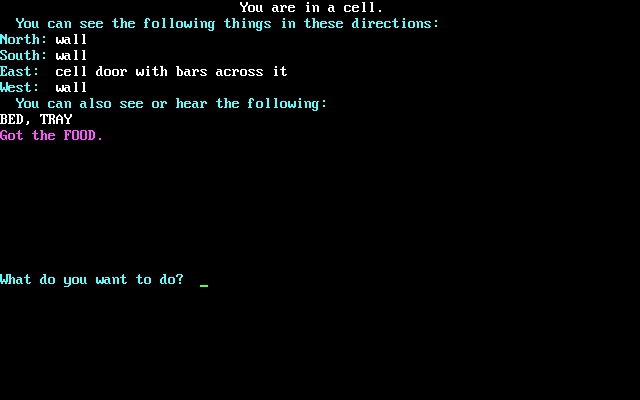 You are in a cell.
You can see the following things in these directions:
North: wall
South: wall
East:  cell door with bars across it
West:  wall
You can also see or hear the following:
BED, TRAY
Got the FOOD.
What do you want to do?  _